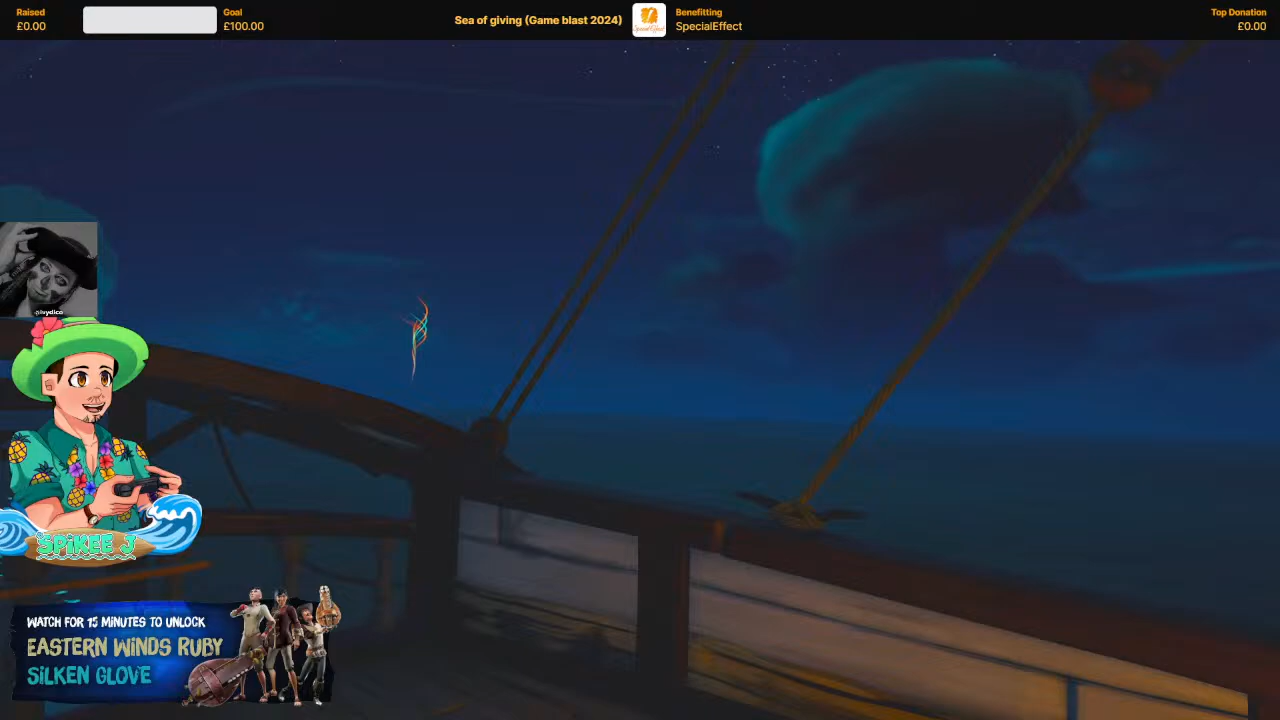 Raised
£0.00
Goal
£100.00
Sea of giving (Game blast 2024)
SpecialEffect
Benefitting
SpecialEffect
Top Donation
£0.00
SPiKEE J
WATCH FOR 15 MINUTES TO UNLOCK
EASTERN WINDS RUBY
SILKEN GLOVE